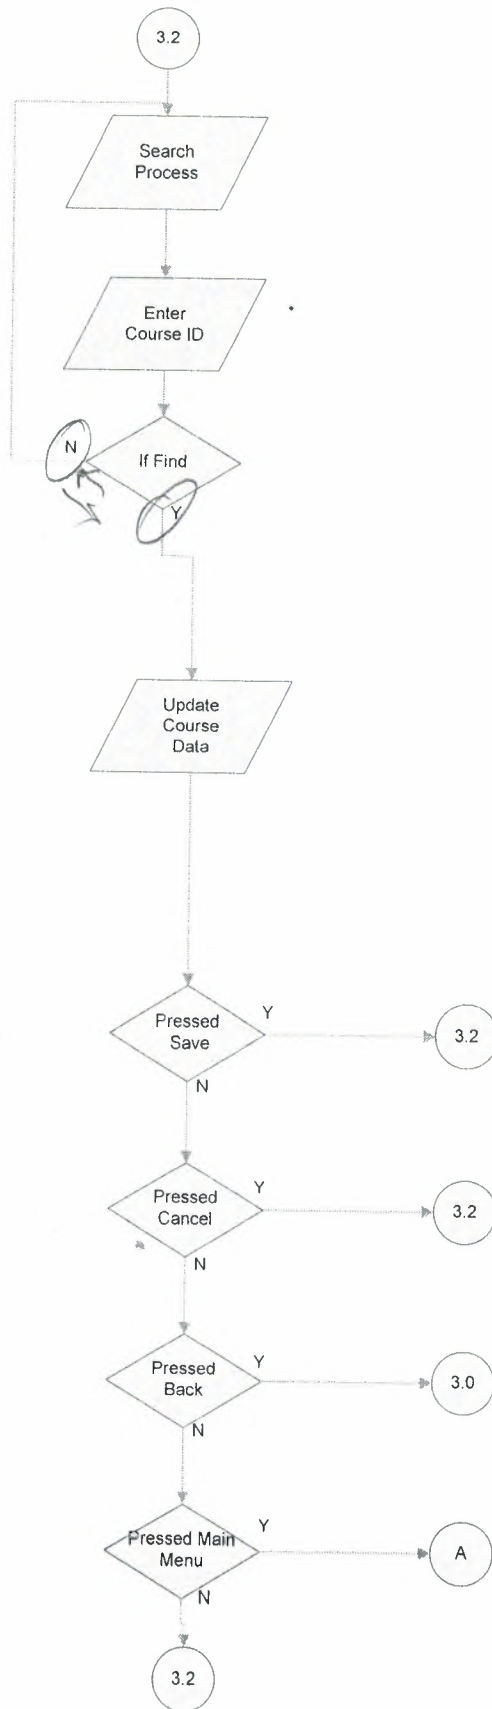 3.2
Search
Process
Enter
Course ID
N
If Find
Y
Update
Course
Data
Pressed
Save
Y
3.2
N
Pressed
Cancel
Y
3.2
N
Pressed
Back
Y
3.0
N
Pressed Main
Menu
Y
A
N
3.2